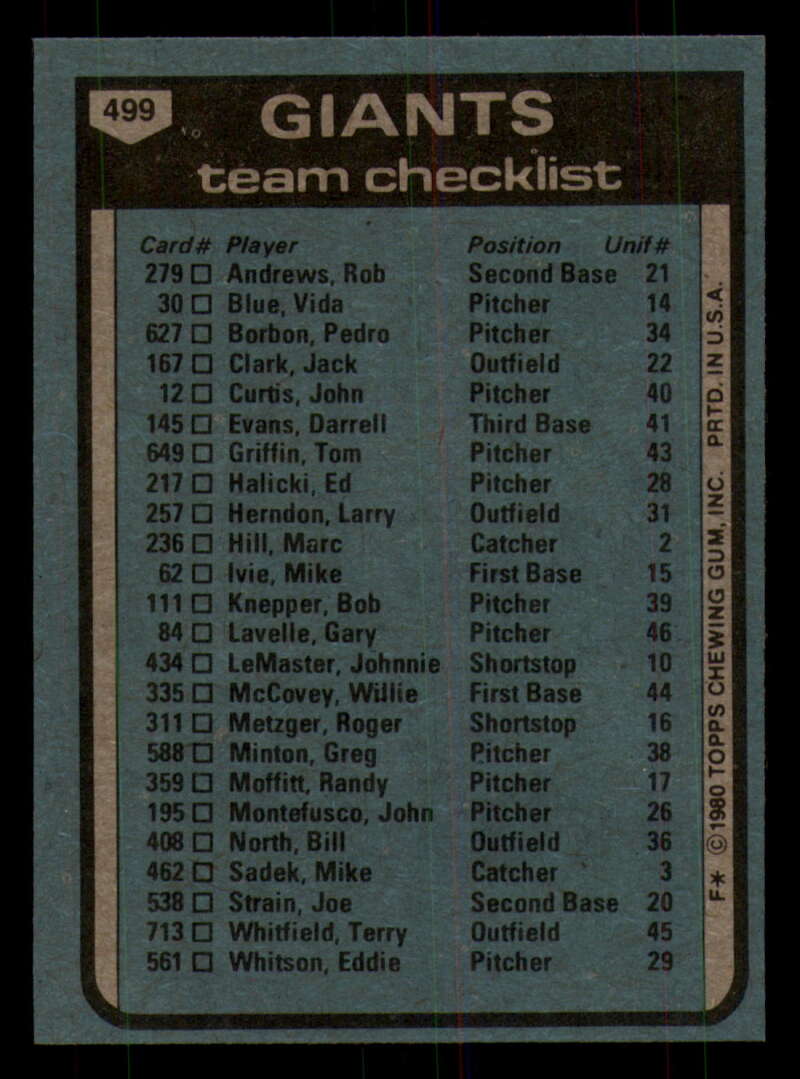 499
GIANTS
team checklist
Card# Player Position Unif#
279 □ Andrews, Rob Second Base 21
30 □ Blue, Vida Pitcher 14
627 □ Borbon, Pedro Pitcher 34
167 □ Clark, Jack Outfield 22
12 □ Curtis, John Pitcher 40
145 □ Evans, Darrell Third Base 41
649 □ Griffin, Tom Pitcher 43
217 □ Halicki, Ed Pitcher 28
257 □ Herndon, Larry Outfield 31
236 □ Hill, Marc Catcher 2
62 □ Ivie, Mike First Base 15
111 □ Knepper, Bob Pitcher 39
84 □ Lavelle, Gary Pitcher 46
434 □ LeMaster, Johnnie Shortstop 10
335 □ McCovey, Willie First Base 44
311 □ Metzger, Roger Shortstop 16
588 □ Minton, Greg Pitcher 38
359 □ Moffitt, Randy Pitcher 17
195 □ Montefusco, John Pitcher 26
408 □ North, Bill Outfield 36
462 □ Sadek, Mike Catcher 3
538 □ Strain, Joe Second Base 20
713 □ Whitfield, Terry Outfield 45
561 □ Whitson, Eddie Pitcher 29
F* ©1980 TOPPS CHEWING GUM, INC. PRTD. IN U.S.A.